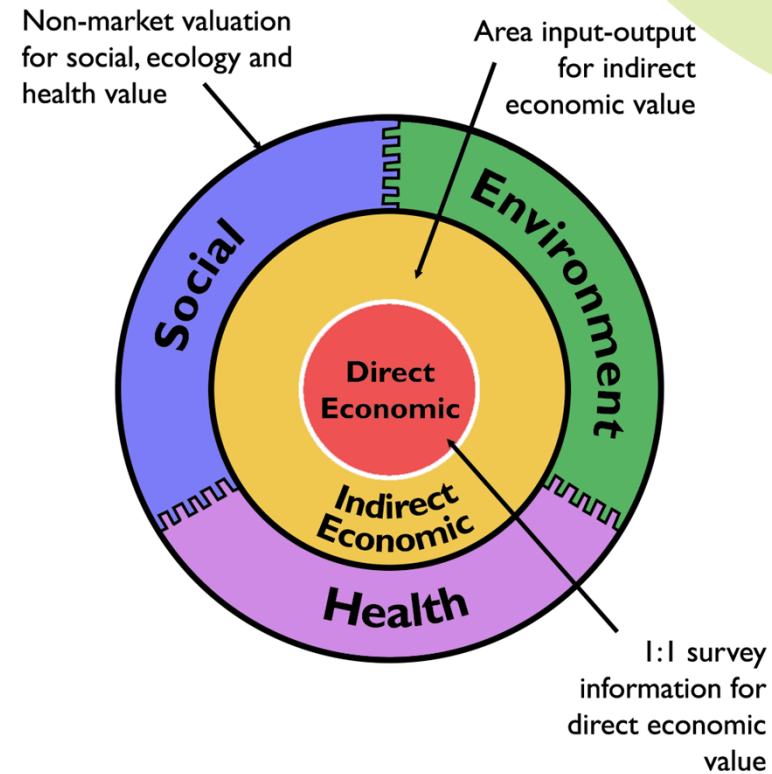 Non-market valuation
for social, ecology and
health value
Area input-output
for indirect
economic value
Social
Environment
Direct
Economic
Indirect
Economic
Health
1:1 survey
information for
direct economic
value